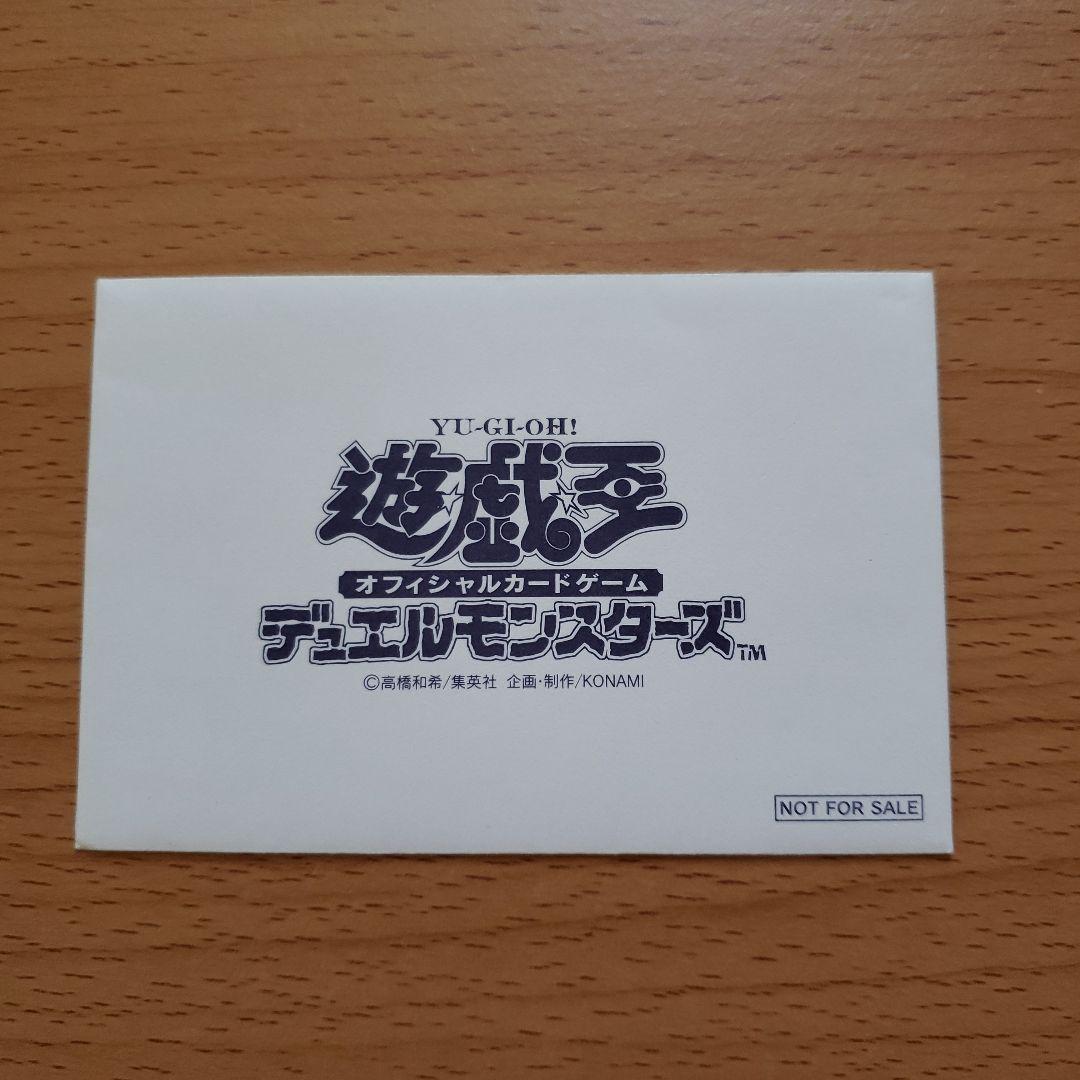 YU-GI-OH!
遊戯王
オフィシャルカードゲーム
デュエルモンスターズ™
©高橋和希/集英社 企画・制作/KONAMI
NOT FOR SALE